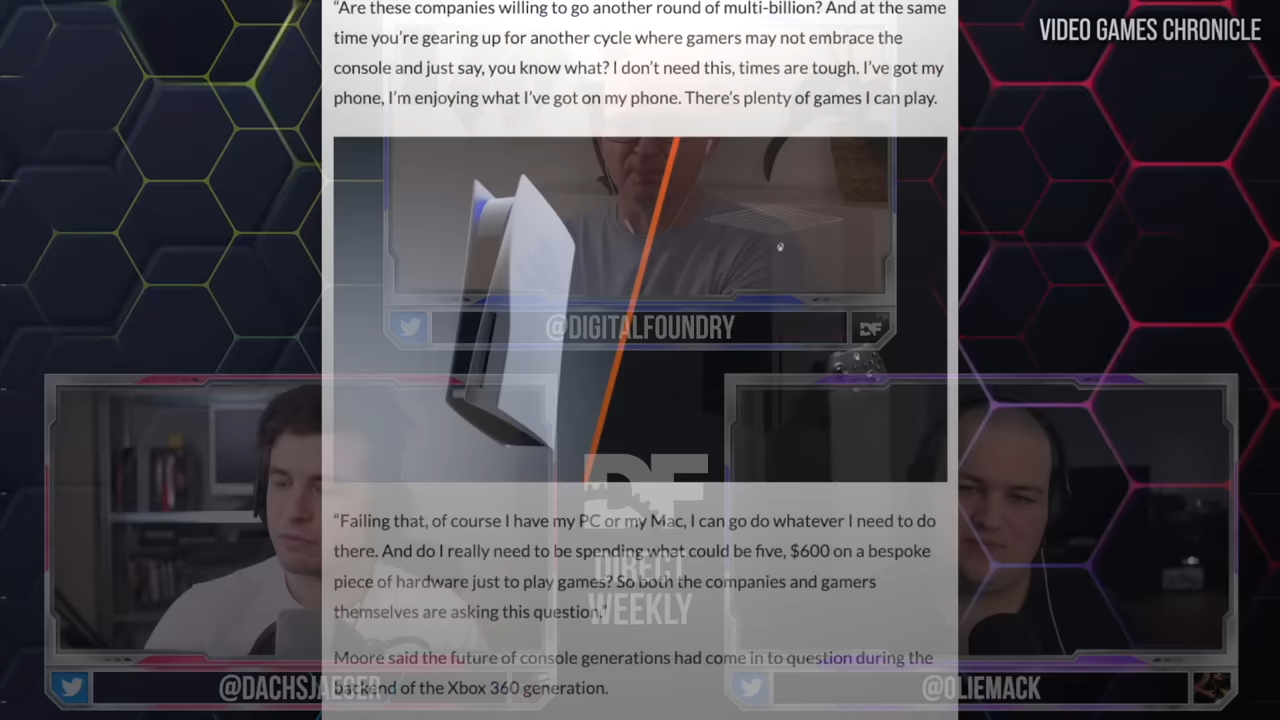 “Are these companies willing to go another round of multi-billion? And at the same
time you’re gearing up for another cycle where gamers may not embrace the
console and just say, you know what? I don’t need this, times are tough. I’ve got my
phone, I’m enjoying what I’ve got on my phone. There’s plenty of games I can play.
VIDEO GAMES CHRONICLE
@DIGITALFOUNDRY
DF
DF
DIRECT
WEEKLY
“Failing that, of course I have my PC or my Mac, I can go do whatever I need to do
there. And do I really need to be spending what could be five, $600 on a bespoke
piece of hardware just to play games? So both the companies and gamers
themselves are asking this question.”
Moore said the future of console generations had come in to question during the
backend of the Xbox 360 generation.
@DACHSJAEGER
@OLIEMACK